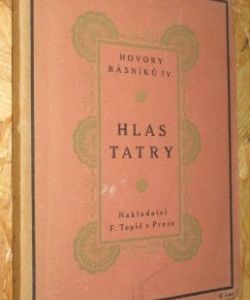 HOVORY
BÁSNÍKŮ IV.
HLAS
TATRY
Nakladatel
F. Topič v Praze